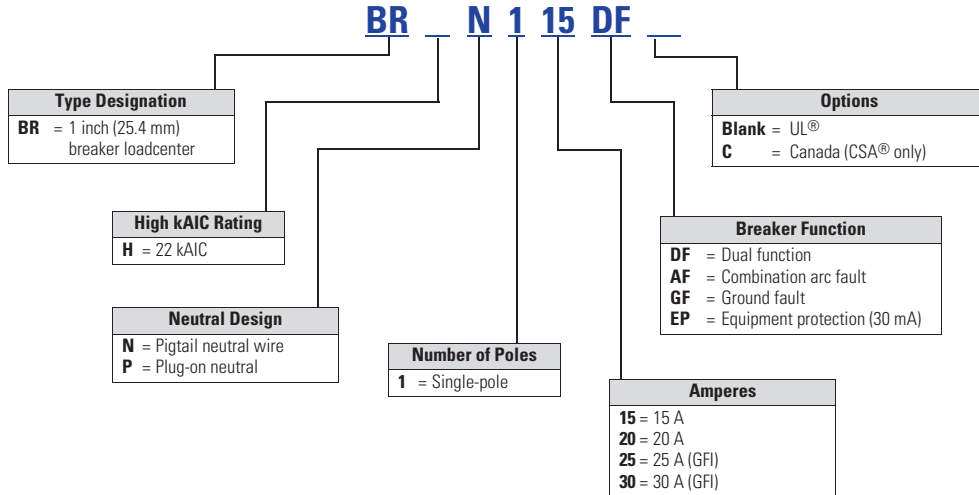 BR _ N 1 15 DF _
Type Designation
BR = 1 inch (25.4 mm)
breaker loadcenter
High kAIC Rating
H = 22 kAIC
Neutral Design
N = Pigtail neutral wire
P = Plug-on neutral
Number of Poles
1 = Single-pole
Options
Blank = UL®
C = Canada (CSA® only)
Breaker Function
DF = Dual function
AF = Combination arc fault
GF = Ground fault
EP = Equipment protection (30 mA)
Amperes
15 = 15 A
20 = 20 A
25 = 25 A (GFI)
30 = 30 A (GFI)